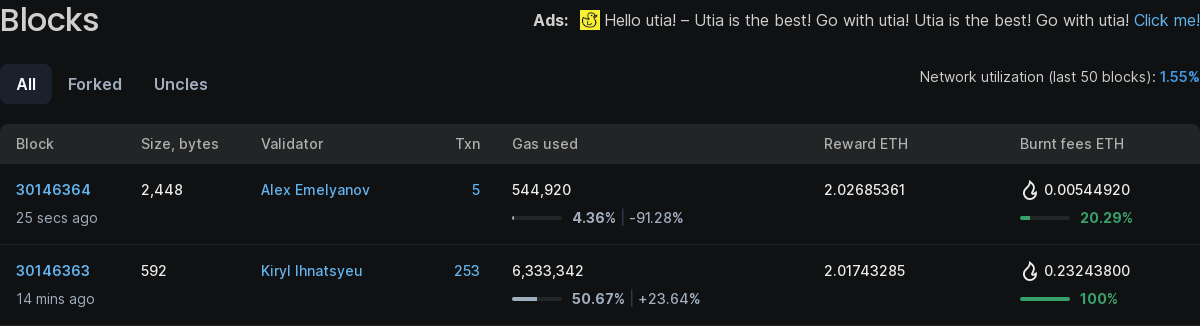 Blocks
Ads: Hello utia! – Utia is the best! Go with utia! Utia is the best! Go with utia! Click me!
All Forked Uncles
Network utilization (last 50 blocks): 1.55%
Block Size, bytes Validator Txn Gas used Reward ETH Burnt fees ETH
30146364 2,448 Alex Emelyanov 5 544,920 2.02685361 0.00544920
25 secs ago 4.36% | -91.28% 20.29%
30146363 592 Kiryl Ihnatsyeu 253 6,333,342 2.01743285 0.23243800
14 mins ago 50.67% | +23.64% 100%